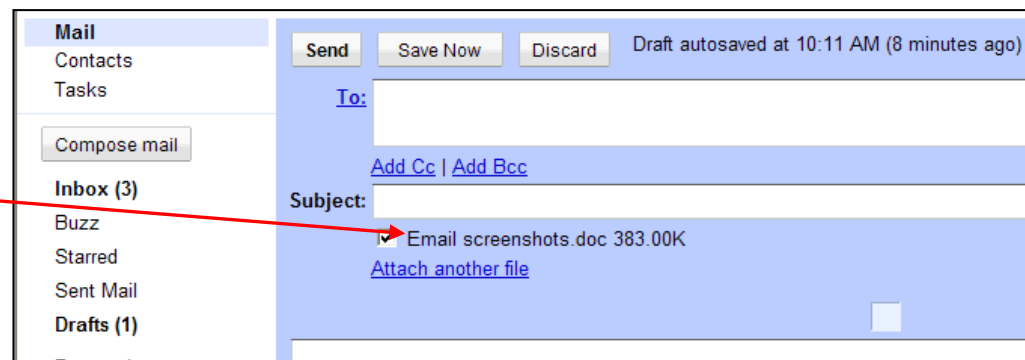 Mail
Contacts
Tasks
Compose mail
Inbox (3)
Buzz
Starred
Sent Mail
Drafts (1)
Send Save Now Discard Draft autosaved at 10:11 AM (8 minutes ago)
To:
Add Cc | Add Bcc
Subject:
Email screenshots.doc 383.00K
Attach another file